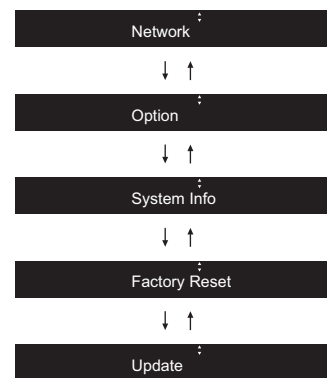 Network
↓ ↑
Option
↓ ↑
System Info
↓ ↑
Factory Reset
↓ ↑
Update